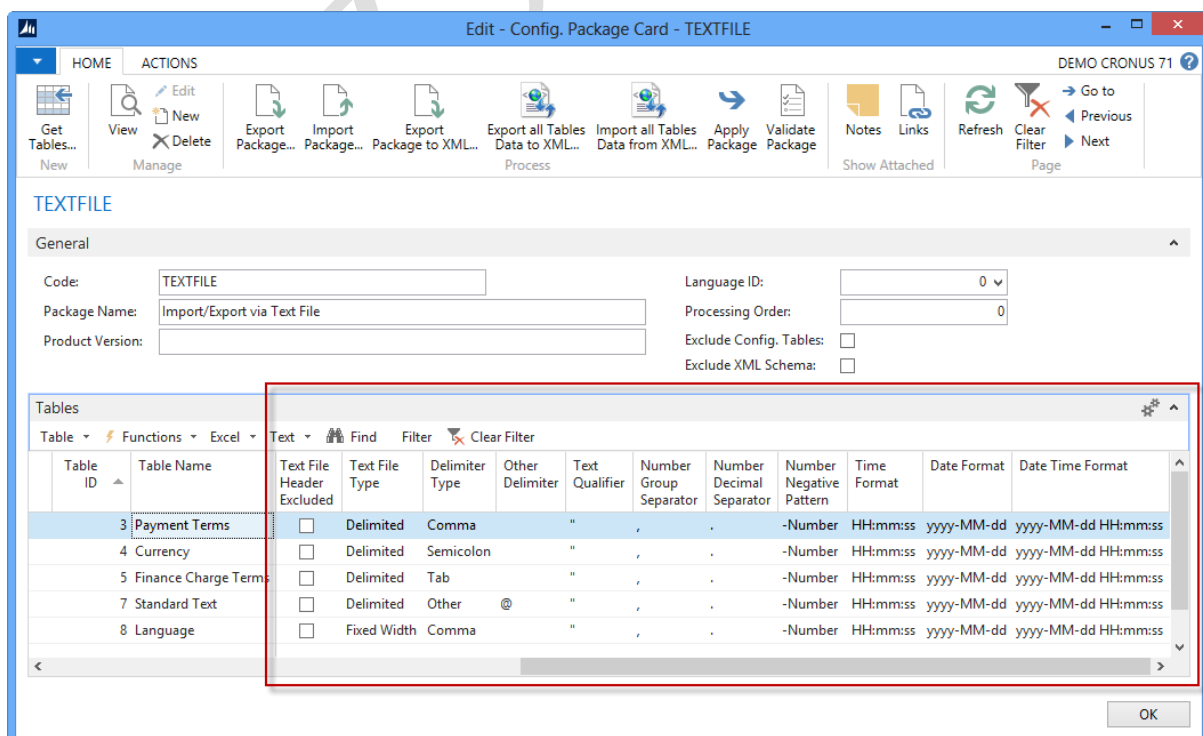 Edit - Config. Package Card - TEXTFILE
HOME ACTIONS DEMO CRONUS 71
Get Tables...
New
View
Edit
New
Delete
Manage
Export Package...
Import Package...
Export Package to XML...
Export all Tables Data to XML...
Import all Tables Data from XML...
Apply Package
Validate Package
Process
Notes
Links
Show Attached
Refresh
Clear Filter
Go to
Previous
Next
Page
TEXTFILE
General
Code: TEXTFILE Language ID: 0
Package Name: Import/Export via Text File Processing Order: 0
Product Version: Exclude Config. Tables:
Exclude XML Schema:
Tables
Table Functions Excel Text Find Filter Clear Filter
Table ID Table Name Text File Header Excluded Text File Type Delimiter Type Other Delimiter Text Qualifier Number Group Separator Number Decimal Separator Number Negative Pattern Time Format Date Format Date Time Format
3 Payment Terms Delimited Comma " , . -Number HH:mm:ss yyyy-MM-dd yyyy-MM-dd HH:mm:ss
4 Currency Delimited Semicolon " , . -Number HH:mm:ss yyyy-MM-dd yyyy-MM-dd HH:mm:ss
5 Finance Charge Terms Delimited Tab " , . -Number HH:mm:ss yyyy-MM-dd yyyy-MM-dd HH:mm:ss
7 Standard Text Delimited Other @ " , . -Number HH:mm:ss yyyy-MM-dd yyyy-MM-dd HH:mm:ss
8 Language Fixed Width Comma " , . -Number HH:mm:ss yyyy-MM-dd yyyy-MM-dd HH:mm:ss
OK